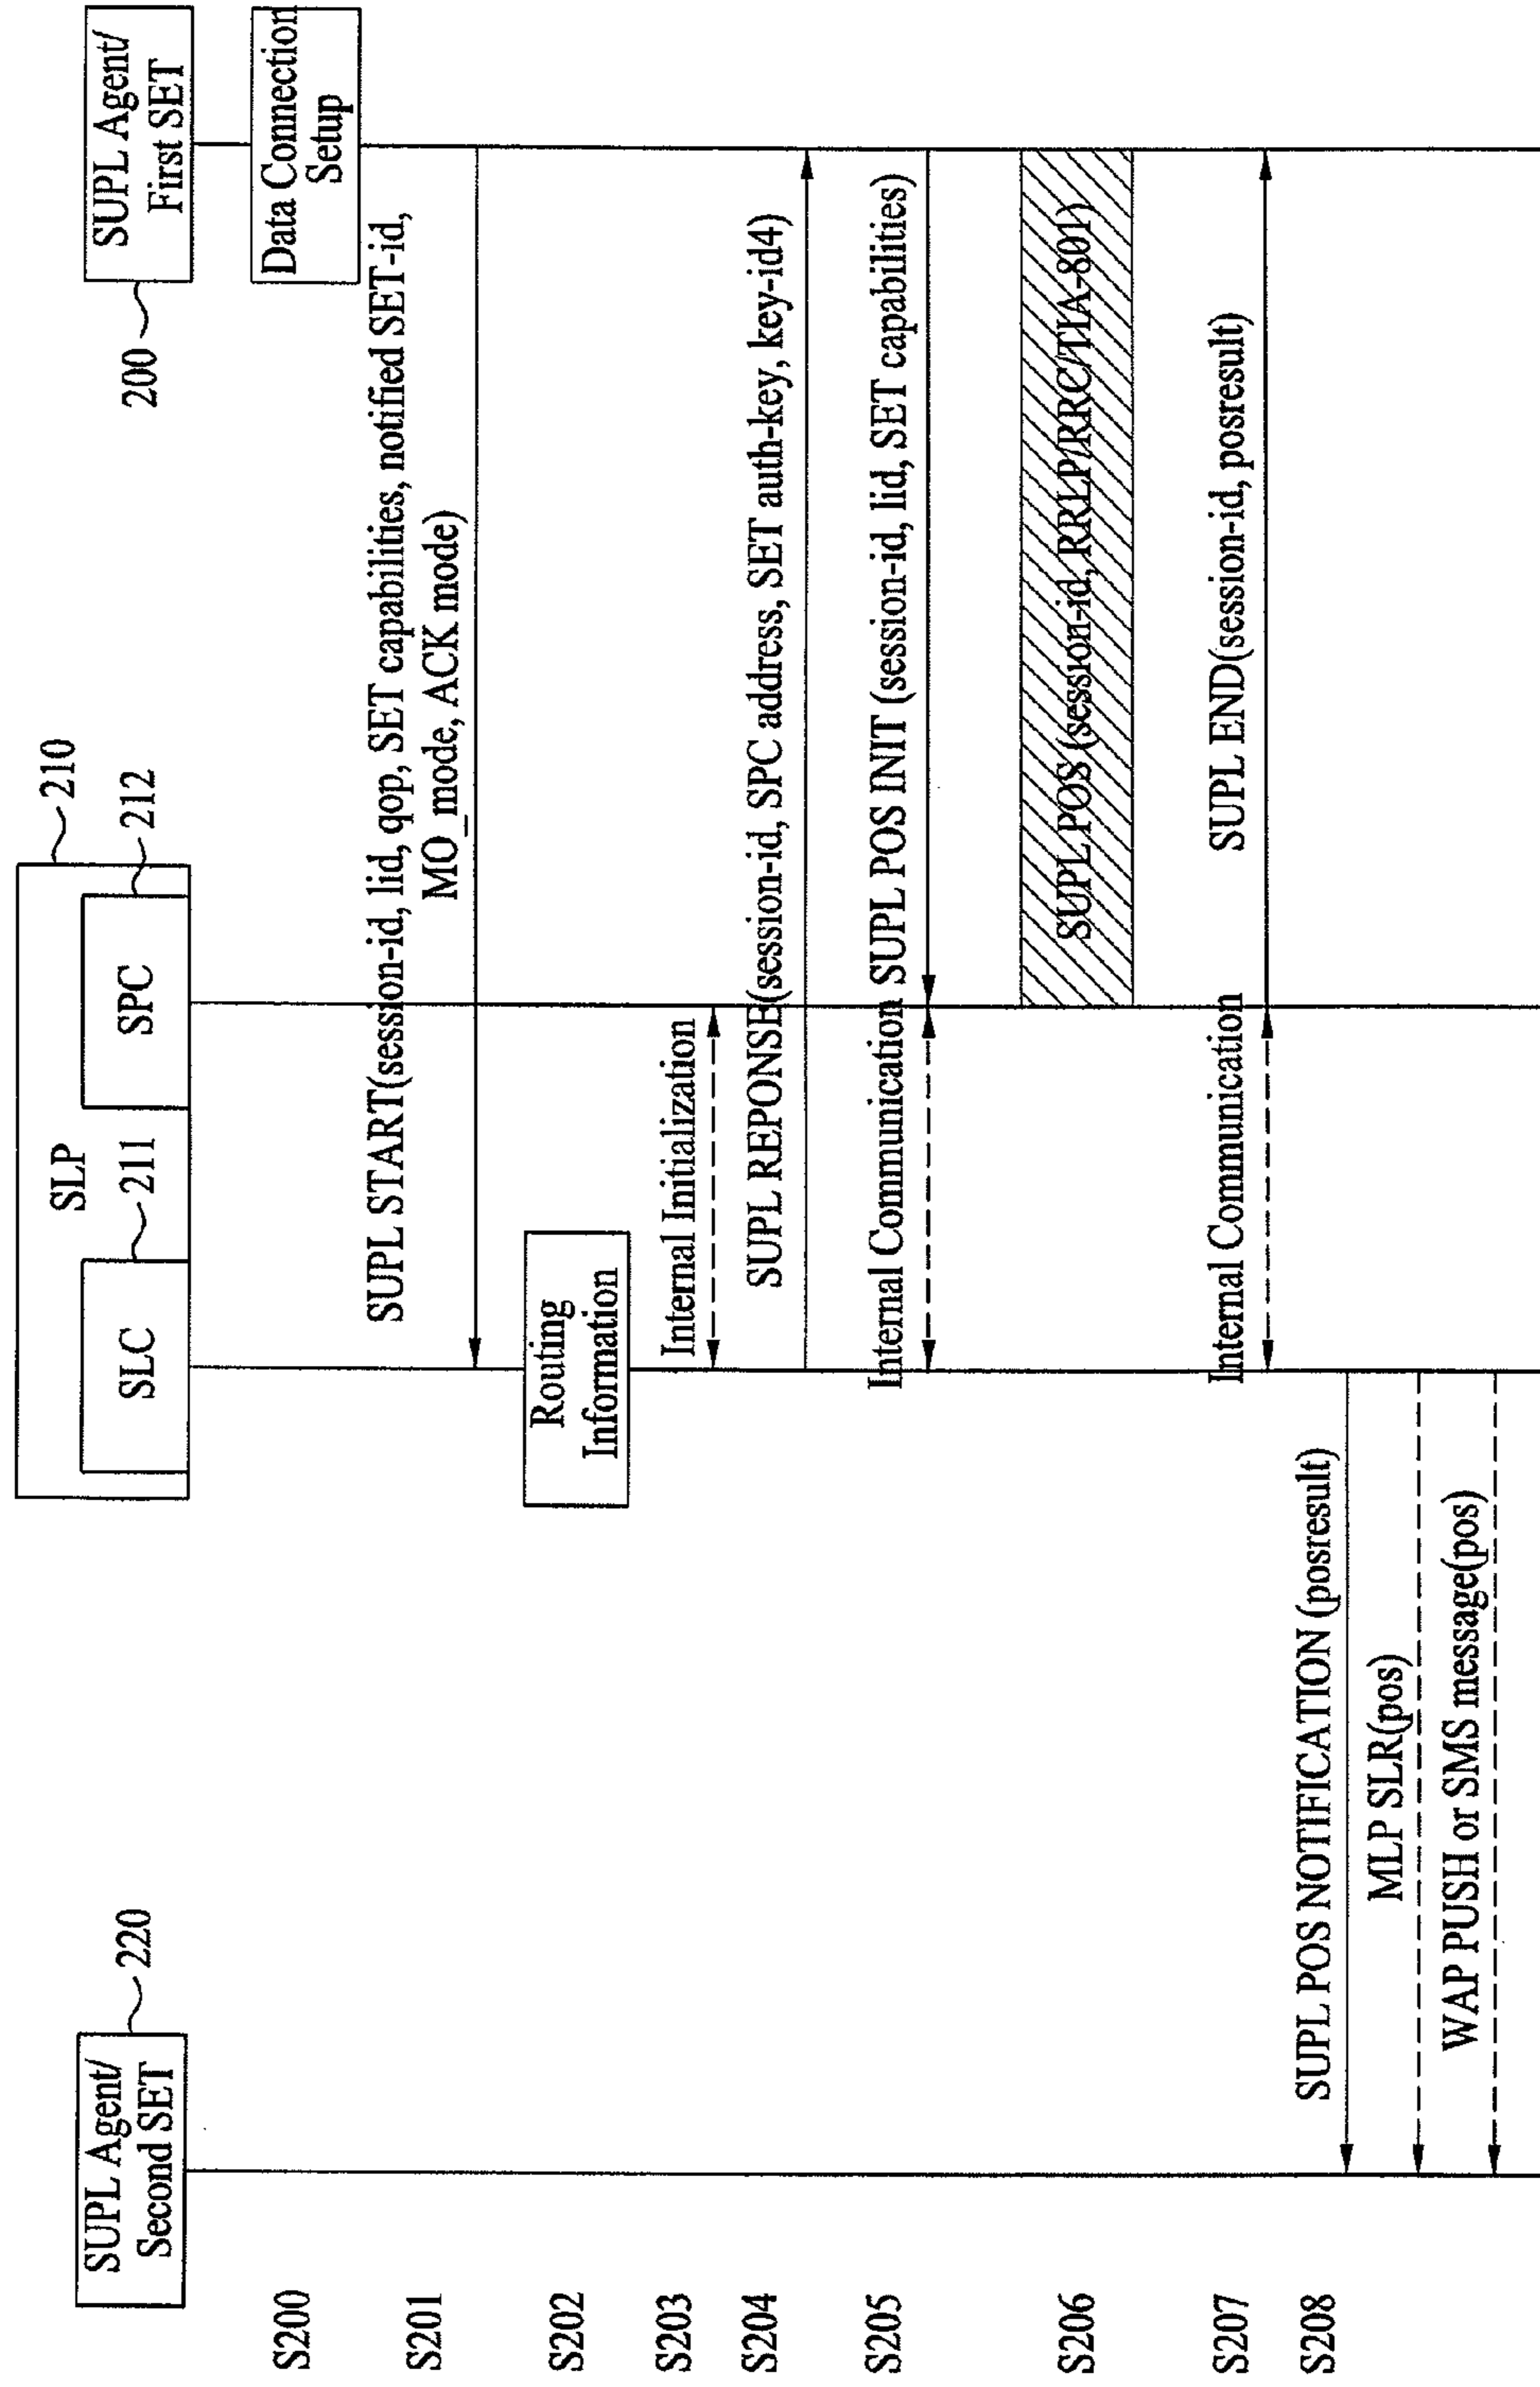 SUPL Agent/
Second SET
220
SLP
210
SLC
211
SPC
212
SUPL Agent/
First SET
200
S200
Data Connection
Setup
S201
SUPL START(session-id, lid, qop, SET capabilities, notified SET-id,
MO_mode, ACK mode)
S202
Routing
Information
S203
Internal Initialization
S204
SUPL REPONSE(session-id, SPC address, SET auth-key, key-id4)
S205
Internal Communication
SUPL POS INIT (session-id, lid, SET capabilities)
S206
SUPL POS (session-id, RRLP/RRC/TIA-801)
S207
Internal Communication
SUPL END(session-id, posresult)
S208
SUPL POS NOTIFICATION (posresult)
MLP SLR(pos)
WAP PUSH or SMS message(pos)